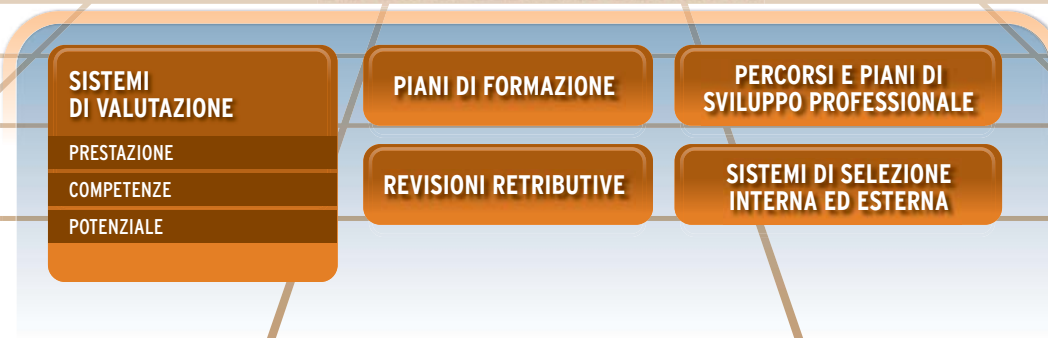 SISTEMI
DI VALUTAZIONE
PRESTAZIONE
COMPETENZE
POTENZIALE
PIANI DI FORMAZIONE
PERCORSI E PIANI DI
SVILUPPO PROFESSIONALE
REVISIONI RETRIBUTIVE
SISTEMI DI SELEZIONE
INTERNA ED ESTERNA